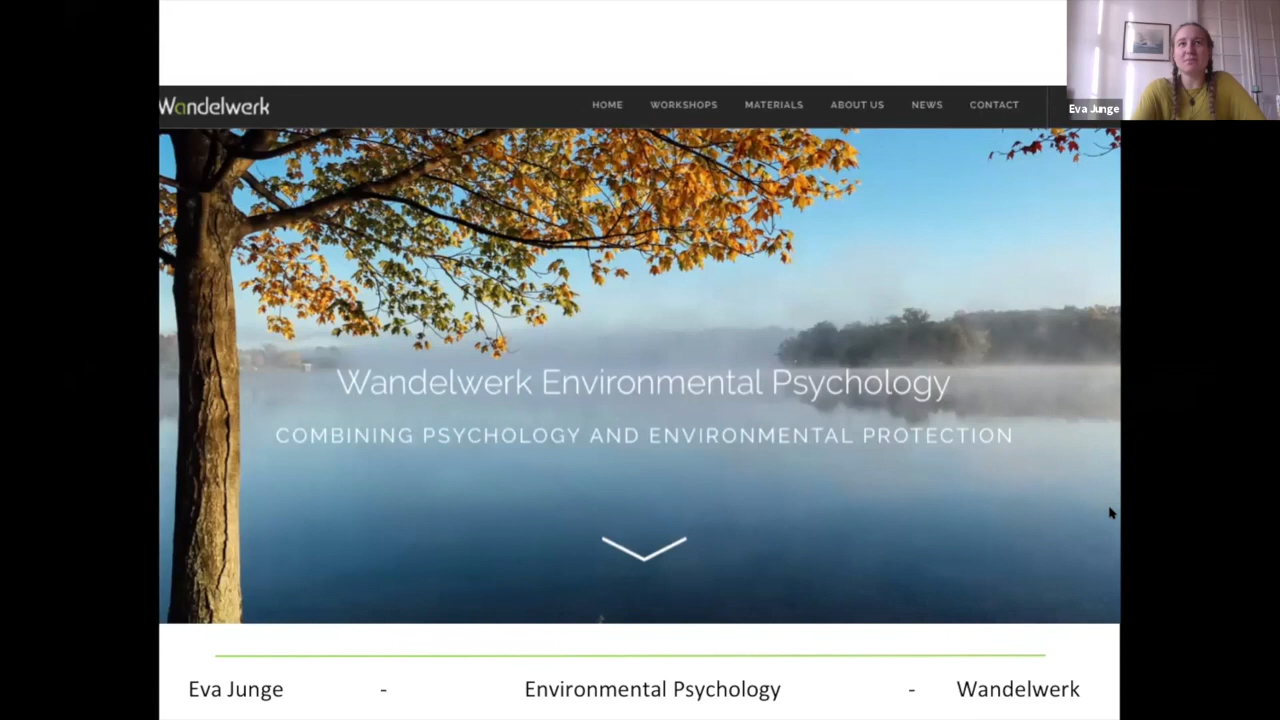 Wandelwerk
HOME WORKSHOPS MATERIALS ABOUT US NEWS CONTACT
Eva Junge
Wandelwerk Environmental Psychology
COMBINING PSYCHOLOGY AND ENVIRONMENTAL PROTECTION
Eva Junge - Environmental Psychology - Wandelwerk